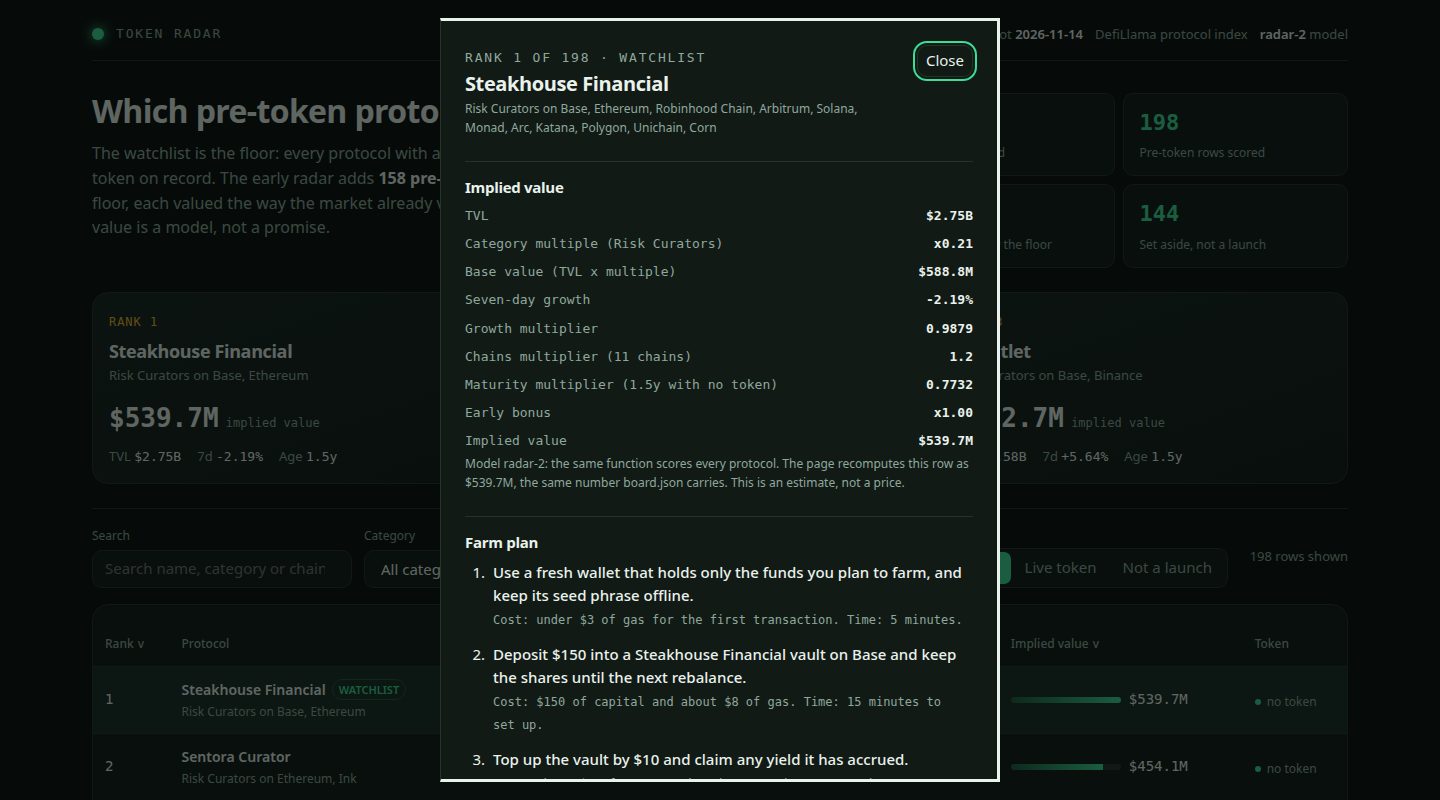 TOKEN RADAR
2026-11-14 DefiLlama protocol index radar-2 model
Which pre-token proto
The watchlist is the floor: every protocol with a
token on record. The early radar adds 158 pre-
floor, each valued the way the market already v
value is a model, not a promise.
198
Pre-token rows scored
the floor
144
Set aside, not a launch
RANK 1
Steakhouse Financial
Risk Curators on Base, Ethereum
$539.7M implied value
TVL $2.75B 7d -2.19% Age 1.5y
tlet
rators on Base, Binance
2.7M implied value
58B 7d +5.64% Age 1.5y
Search
Category
Search name, category or chain
All categ
Live token
Not a launch
198 rows shown
Rank v
Protocol
Implied value v
Token
1
Steakhouse Financial WATCHLIST
Risk Curators on Base, Ethereum
$539.7M
no token
2
Sentora Curator
Risk Curators on Ethereum, Ink
$454.1M
no token
RANK 1 OF 198 · WATCHLIST
Close
Steakhouse Financial
Risk Curators on Base, Ethereum, Robinhood Chain, Arbitrum, Solana,
Monad, Arc, Katana, Polygon, Unichain, Corn
Implied value
TVL $2.75B
Category multiple (Risk Curators) x0.21
Base value (TVL x multiple) $588.8M
Seven-day growth -2.19%
Growth multiplier 0.9879
Chains multiplier (11 chains) 1.2
Maturity multiplier (1.5y with no token) 0.7732
Early bonus x1.00
Implied value $539.7M
Model radar-2: the same function scores every protocol. The page recomputes this row as
$539.7M, the same number board.json carries. This is an estimate, not a price.
Farm plan
1. Use a fresh wallet that holds only the funds you plan to farm, and
keep its seed phrase offline.
Cost: under $3 of gas for the first transaction. Time: 5 minutes.
2. Deposit $150 into a Steakhouse Financial vault on Base and keep
the shares until the next rebalance.
Cost: $150 of capital and about $8 of gas. Time: 15 minutes to
set up.
3. Top up the vault by $10 and claim any yield it has accrued.